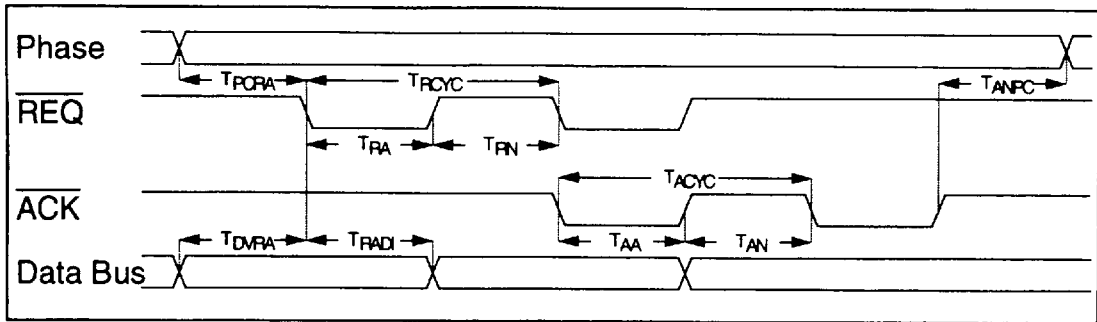 Phase
TPCRA
TRCYC
TANPC
REQ
TRA
TRN
TACYC
ACK
TDVRA
TRADI
TAA
TAN
Data Bus